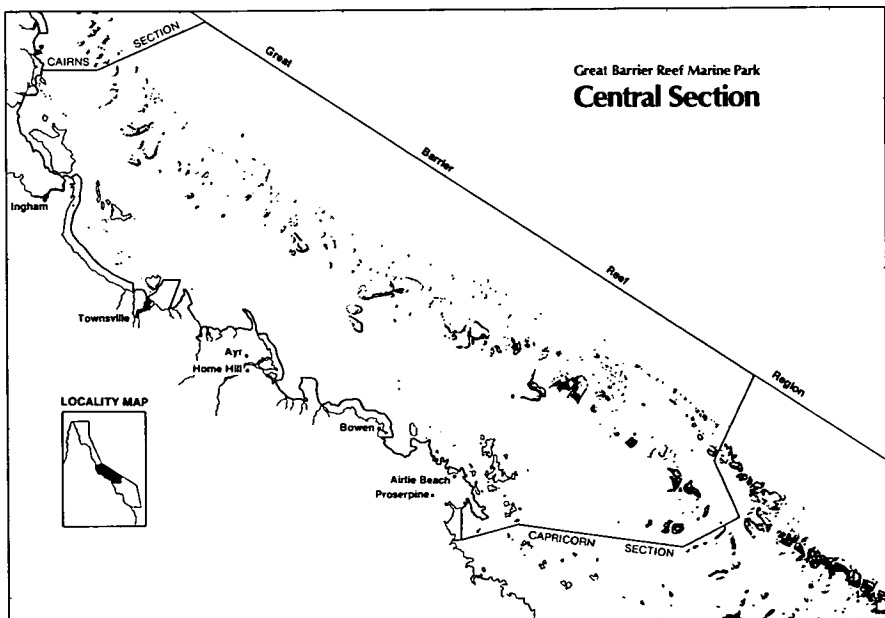 Great Barrier Reef Marine Park
Central Section
CAIRNS SECTION
Great Barrier Reef Region
Ingham
Townsville
Ayr
Home Hill
LOCALITY MAP
Bowen
Airlie Beach
Proserpine
CAPRICORN SECTION